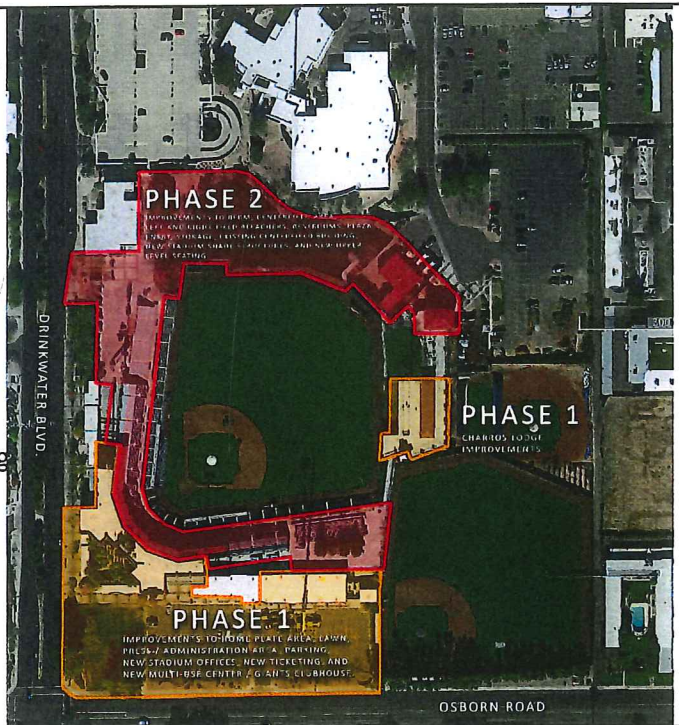 PHASE 2
IMPROVEMENTS TO BERM, CENTERFIELD
LEFT AND RIGHT FIELD BLEACHERS, RESTROOMS, PLAZA
STORAGE, EXISTING CENTERFIELD BUILDING,
NEW STADIUM SHADE STRUCTURES, AND NEW UPPER
LEVEL SEATING
DRINKWATER BLVD.
PHASE 1
CHARROS LODGE
IMPROVEMENTS
PHASE 1
IMPROVEMENTS TO HOME PLATE AREA, LAWN,
PRESS / ADMINISTRATION AREA, PARKING,
NEW STADIUM OFFICES, NEW TICKETING, AND
NEW MULTI-USE CENTER / GIANTS CLUBHOUSE
OSBORN ROAD